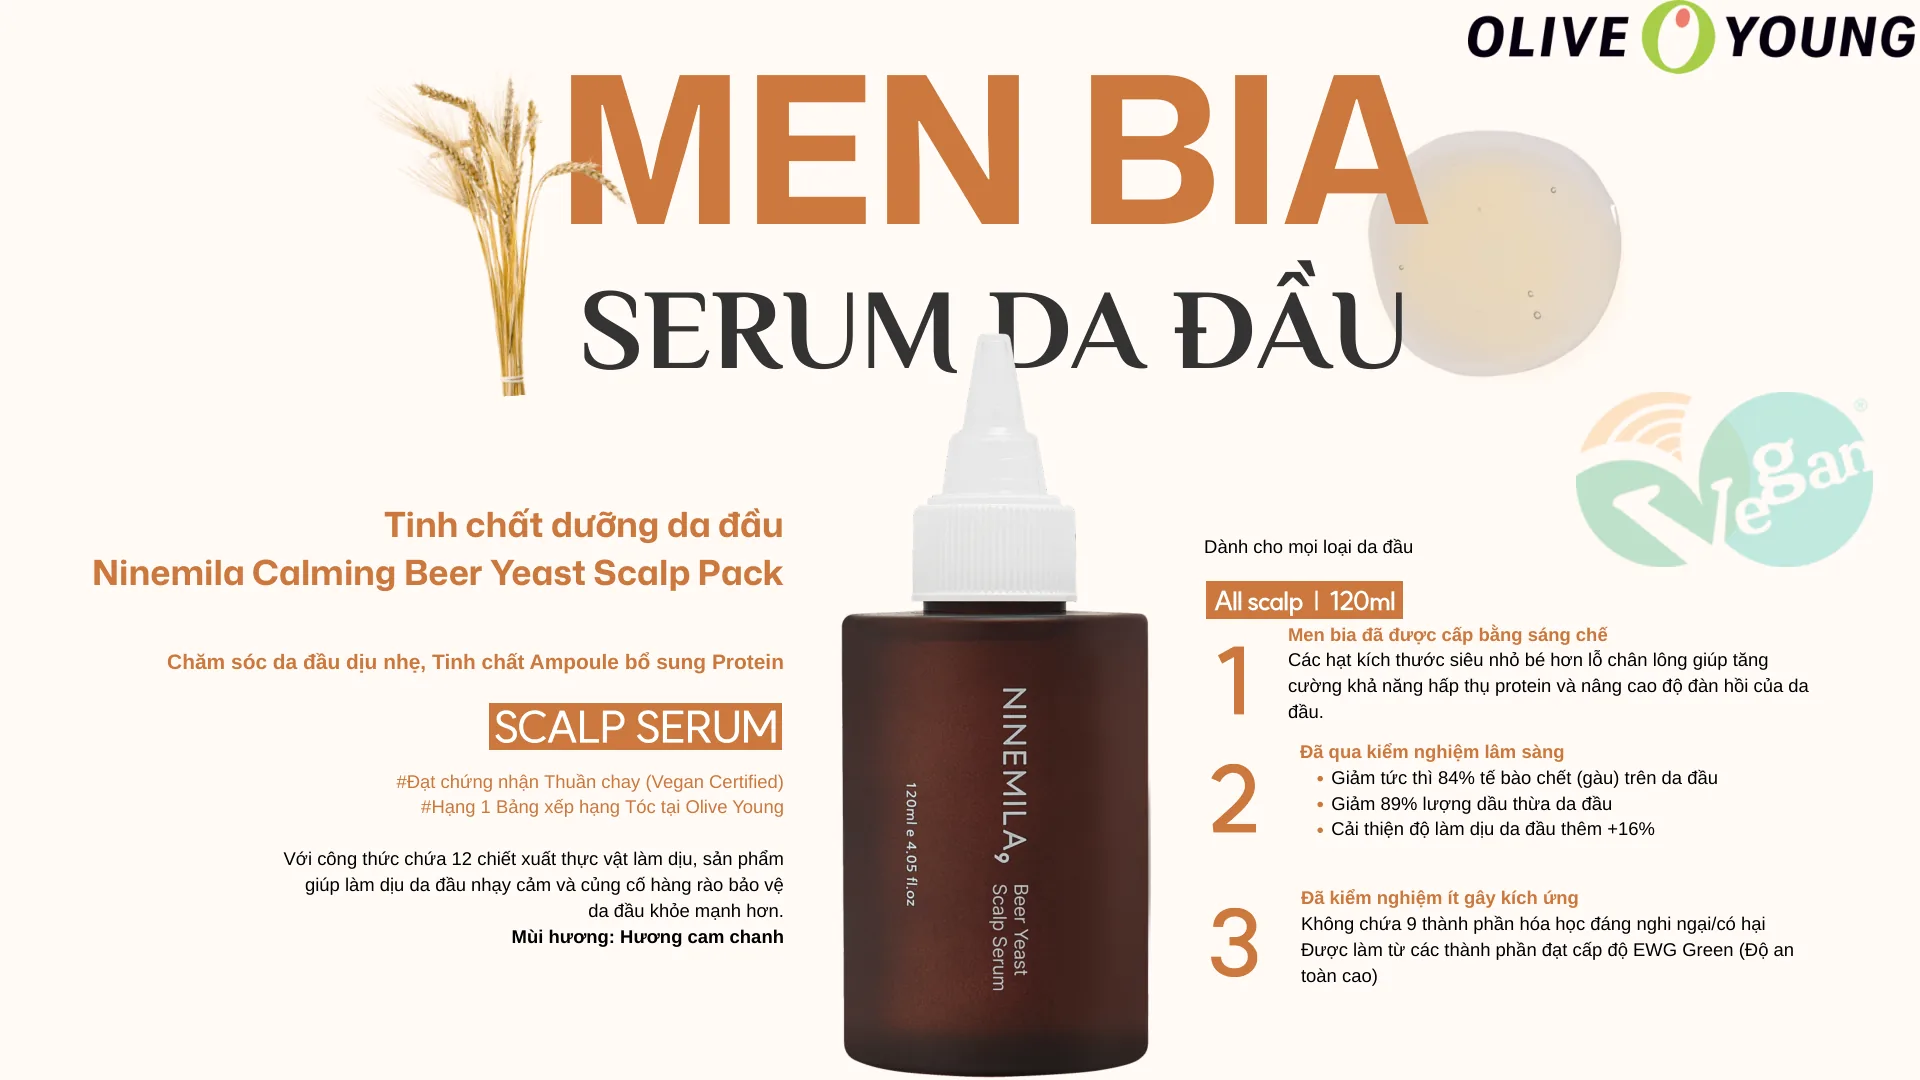 OLIVE YOUNG
MEN BIA
SERUM DA ĐẦU
Vegan
®
Tinh chất dưỡng da đầu
Ninemila Calming Beer Yeast Scalp Pack
Chăm sóc da đầu dịu nhẹ, Tinh chất Ampoule bổ sung Protein
SCALP SERUM
#Đạt chứng nhận Thuần chay (Vegan Certified)
#Hạng 1 Bảng xếp hạng Tóc tại Olive Young
Với công thức chứa 12 chiết xuất thực vật làm dịu, sản phẩm
giúp làm dịu da đầu nhạy cảm và củng cố hàng rào bảo vệ
da đầu khỏe mạnh hơn.
Mùi hương: Hương cam chanh
NINEMILA9
Beer Yeast
Scalp Serum
120ml e 4.05 fl.oz
Dành cho mọi loại da đầu
All scalp | 120ml
1
Men bia đã được cấp bằng sáng chế
Các hạt kích thước siêu nhỏ bé hơn lỗ chân lông giúp tăng
cường khả năng hấp thụ protein và nâng cao độ đàn hồi của da
đầu.
2
Đã qua kiểm nghiệm lâm sàng
• Giảm tức thì 84% tế bào chết (gàu) trên da đầu
• Giảm 89% lượng dầu thừa da đầu
• Cải thiện độ làm dịu da đầu thêm +16%
3
Đã kiểm nghiệm ít gây kích ứng
Không chứa 9 thành phần hóa học đáng nghi ngại/có hại
Được làm từ các thành phần đạt cấp độ EWG Green (Độ an
toàn cao)